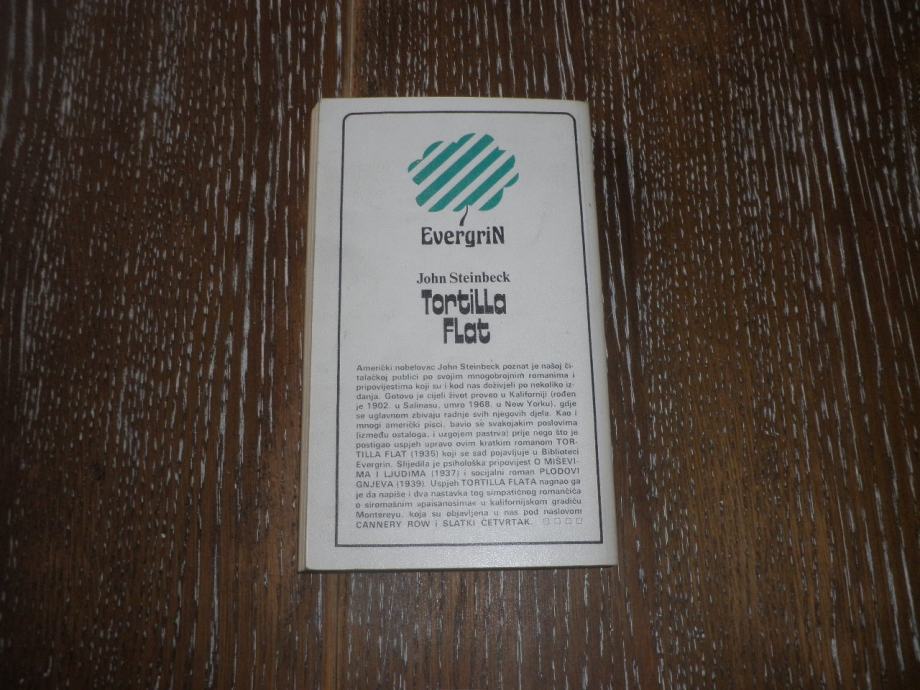 EvergriN
John Steinbeck
Tortilla
Flat
Američki nobelovac John Steinbeck poznat je našoj či-
talačkoj publici po svojim mnogobrojnim romanima i
pripovijestima koji su i kod nas doživjeli po nekoliko iz-
danja. Gotovo je cijeli život proveo u Kaliforniji (rođen
je 1902. u Salinasu, umro 1968. u New Yorku), gdje
se uglavnom zbivaju radnje svih njegovih djela. Kao i
mnogi američki pisci, bavio se svakojakim poslovima
(između ostaloga, i uzgojem pastrva) prije nego što je
postigao uspjeh upravo ovim kratkim romanom TOR-
TILLA FLAT (1935) koji se sad pojavljuje u Biblioteci
Evergrin. Slijedila je psihološka pripovijest O MIŠEVI-
MA I LJUDIMA (1937) i socijalni roman PLODOVI
GNJEVA (1939). Uspjeh TORTILLA FLATA nagnao ga
je da napiše i dva nastavka tog simpatičnog romančića
o siromašnim »paisanosima« u kalifornijskom gradiću
Montereyu, koja su objavljena u nas pod naslovom
CANNERY ROW i SLATKI ČETVRTAK.